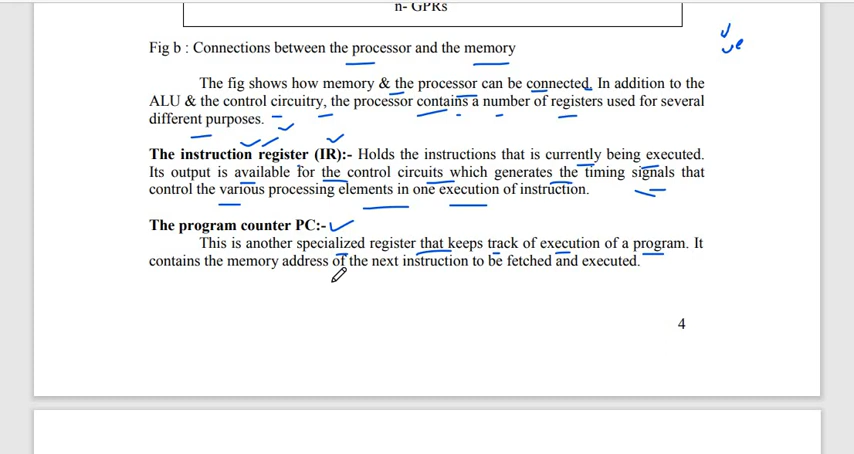 n- GPRs
Fig b : Connections between the processor and the memory
The fig shows how memory & the processor can be connected. In addition to the
ALU & the control circuitry, the processor contains a number of registers used for several
different purposes.
The instruction register (IR):- Holds the instructions that is currently being executed.
Its output is available for the control circuits which generates the timing signals that
control the various processing elements in one execution of instruction.
The program counter PC:-
This is another specialized register that keeps track of execution of a program. It
contains the memory address of the next instruction to be fetched and executed.
4